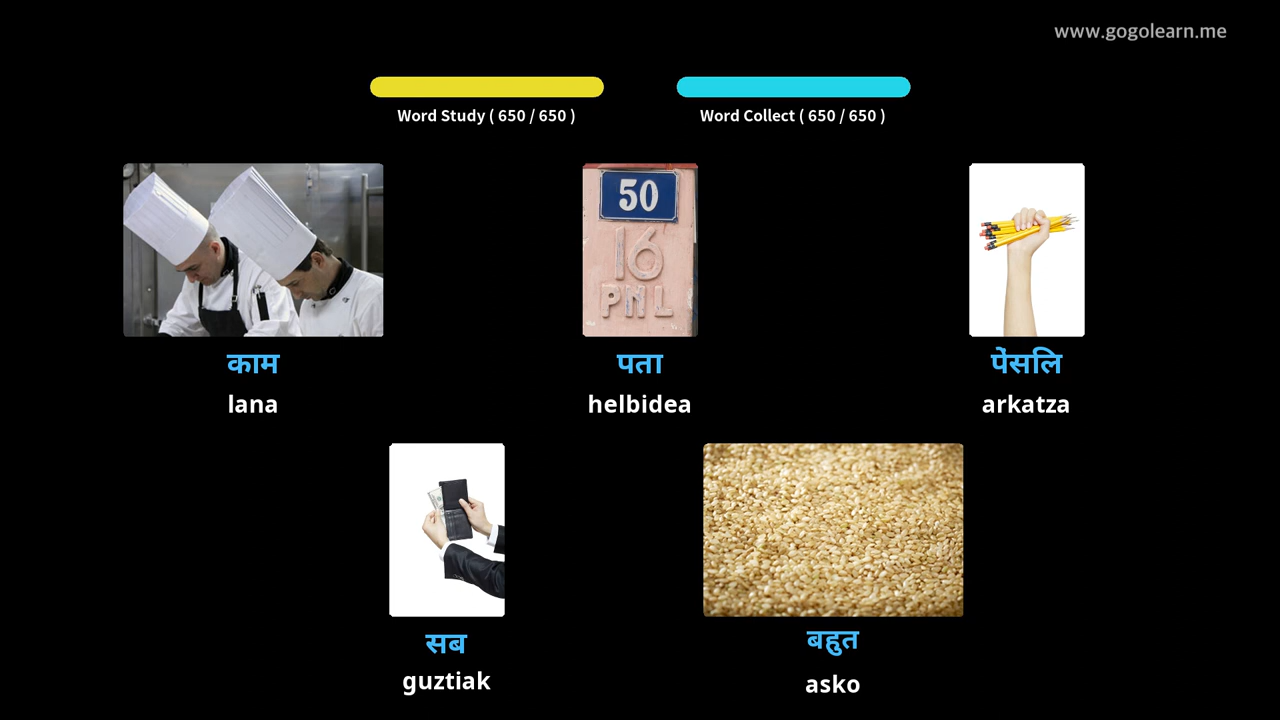 www.gogolearn.me
Word Study ( 650 / 650 )
Word Collect ( 650 / 650 )
50
16
PNL
काम
पता
पेंसलि
lana
helbidea
arkatza
सब
बहुत
guztiak
asko